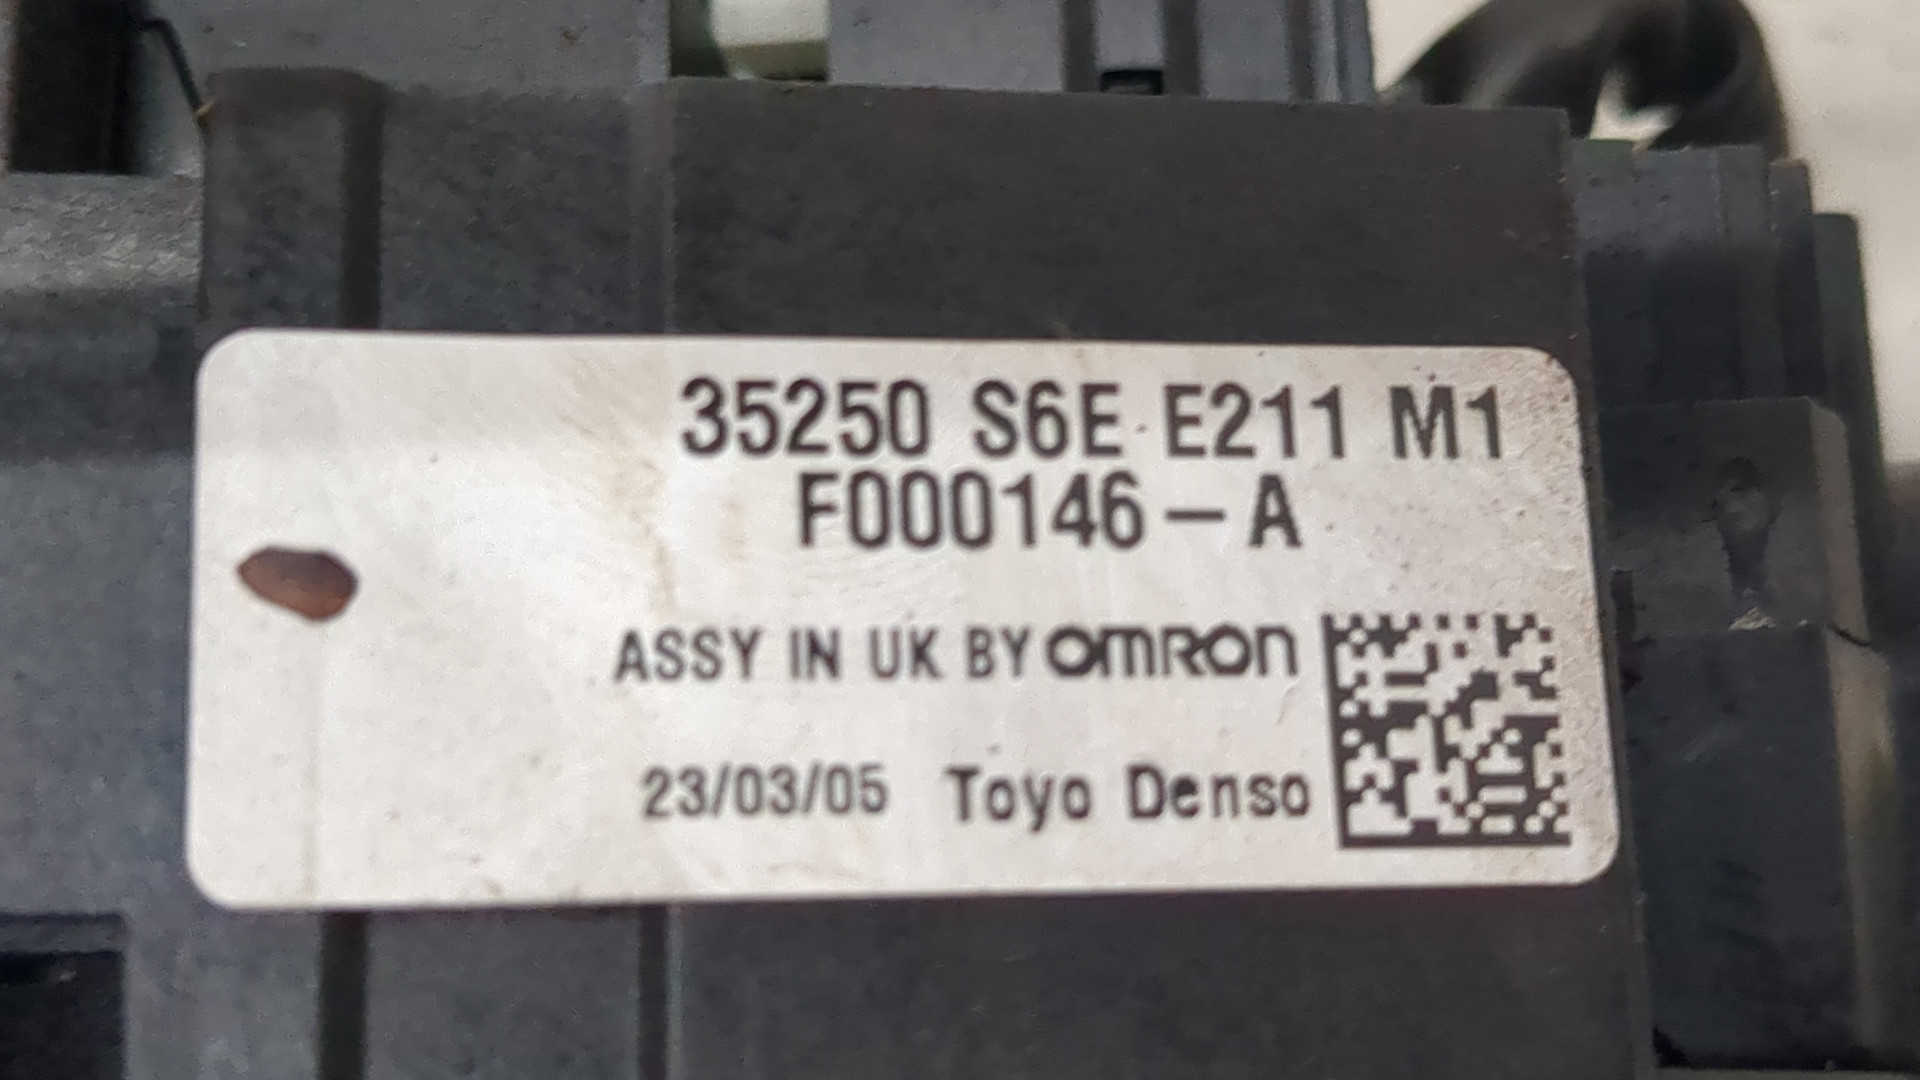 35250 S6E E211 M1
F000146-A
ASSY IN UK BY OMRON
23/03/05 Toyo Denso